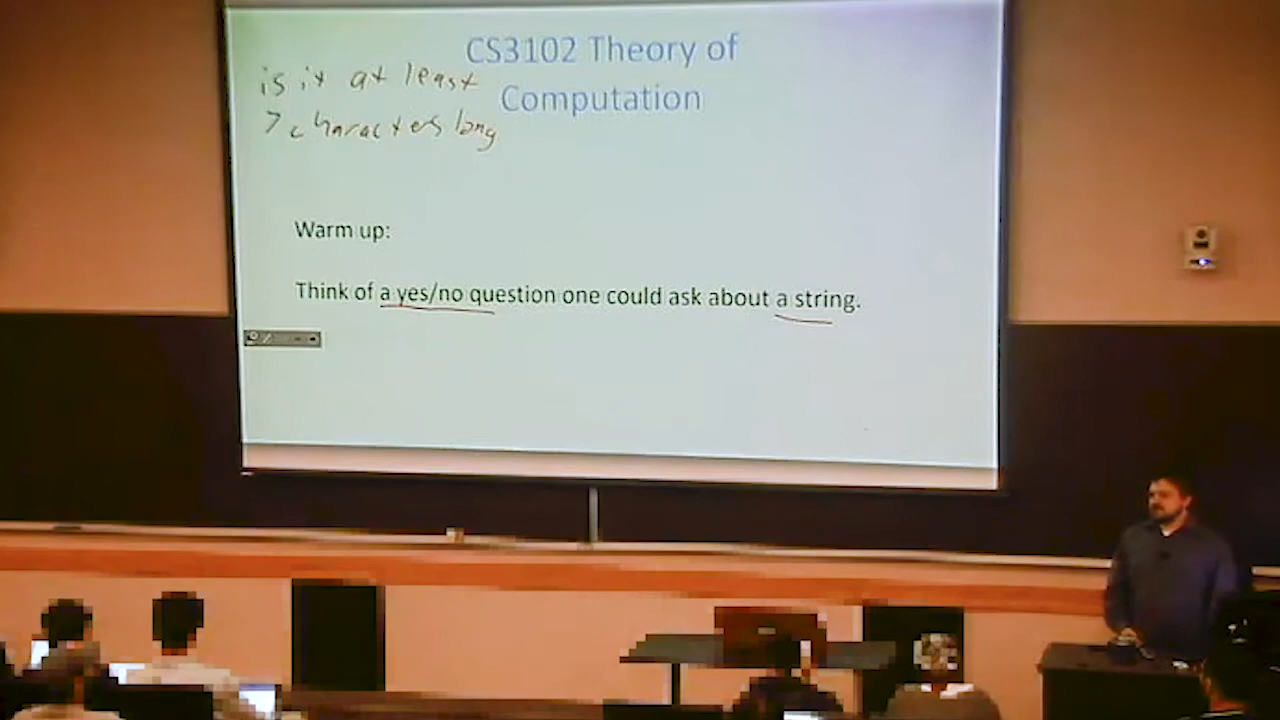 CS3102 Theory of
Computation
is it at least
7 characters long
Warm up:
Think of a yes/no question one could ask about a string.